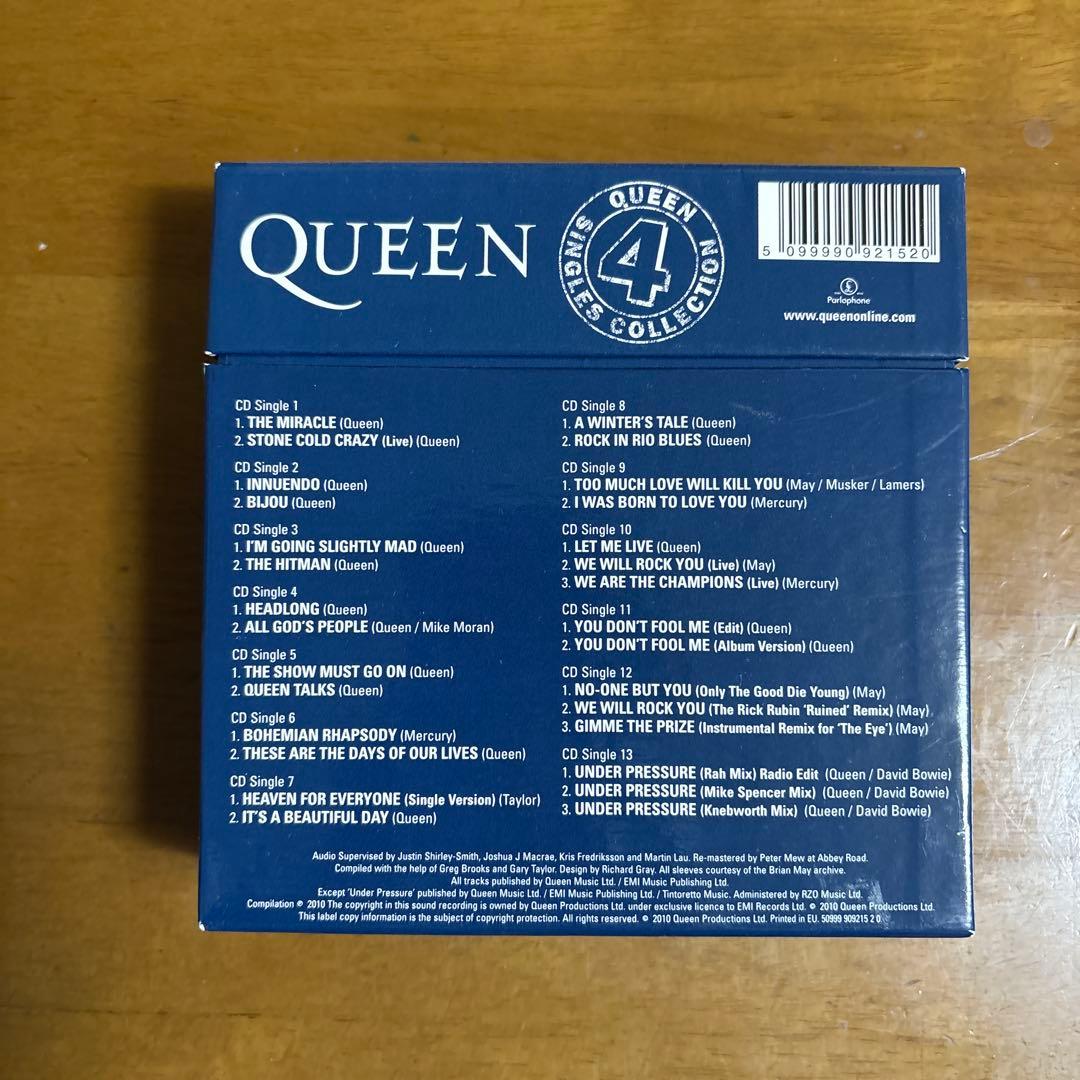 QUEEN
QUEEN
4
SINGLES COLLECTION
5 099990 921520
£
Parlophone
www.queenonline.com
CD Single 1
1. THE MIRACLE (Queen)
2. STONE COLD CRAZY (Live) (Queen)
CD Single 2
1. INNUENDO (Queen)
2. BIJOU (Queen)
CD Single 3
1. I'M GOING SLIGHTLY MAD (Queen)
2. THE HITMAN (Queen)
CD Single 4
1. HEADLONG (Queen)
2. ALL GOD'S PEOPLE (Queen / Mike Moran)
CD Single 5
1. THE SHOW MUST GO ON (Queen)
2. QUEEN TALKS (Queen)
CD Single 6
1. BOHEMIAN RHAPSODY (Mercury)
2. THESE ARE THE DAYS OF OUR LIVES (Queen)
CD Single 7
1. HEAVEN FOR EVERYONE (Single Version) (Taylor)
2. IT'S A BEAUTIFUL DAY (Queen)
CD Single 8
1. A WINTER'S TALE (Queen)
2. ROCK IN RIO BLUES (Queen)
CD Single 9
1. TOO MUCH LOVE WILL KILL YOU (May / Musker / Lamers)
2. I WAS BORN TO LOVE YOU (Mercury)
CD Single 10
1. LET ME LIVE (Queen)
2. WE WILL ROCK YOU (Live) (May)
3. WE ARE THE CHAMPIONS (Live) (Mercury)
CD Single 11
1. YOU DON'T FOOL ME (Edit) (Queen)
2. YOU DON'T FOOL ME (Album Version) (Queen)
CD Single 12
1. NO-ONE BUT YOU (Only The Good Die Young) (May)
2. WE WILL ROCK YOU (The Rick Rubin 'Ruined' Remix) (May)
3. GIMME THE PRIZE (Instrumental Remix for 'The Eye') (May)
CD Single 13
1. UNDER PRESSURE (Rah Mix) Radio Edit (Queen / David Bowie)
2. UNDER PRESSURE (Mike Spencer Mix) (Queen / David Bowie)
3. UNDER PRESSURE (Knebworth Mix) (Queen / David Bowie)
Audio Supervised by Justin Shirley-Smith, Joshua J Macrae, Kris Fredriksson and Martin Lau. Re-mastered by Peter Mew at Abbey Road.
Compiled with the help of Greg Brooks and Gary Taylor. Design by Richard Gray. All sleeves courtesy of the Brian May archive.
All tracks published by Queen Music Ltd. / EMI Music Publishing Ltd.
Except 'Under Pressure' published by Queen Music Ltd. / EMI Music Publishing Ltd. / Tintoretto Music. Administered by RZO Music Ltd.
Compilation ℗ 2010 The copyright in this sound recording is owned by Queen Productions Ltd. under exclusive licence to EMI Records Ltd. © 2010 Queen Productions Ltd.
This label copy information is the subject of copyright protection. All rights reserved. © 2010 Queen Productions Ltd. Printed in EU. 50999 909215 2 0